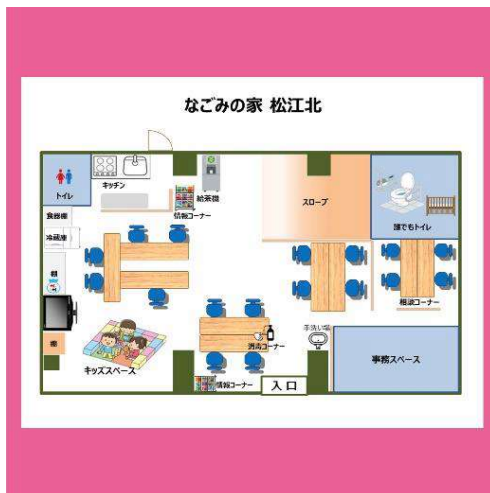 なごみの家 松江北
トイレ
キッチン
給茶機
情報コーナー
スロープ
誰でもトイレ
食器棚
冷蔵庫
棚
相談コーナー
手洗い場
消毒コーナー
棚
キッズスペース
情報コーナー
入口
事務スペース